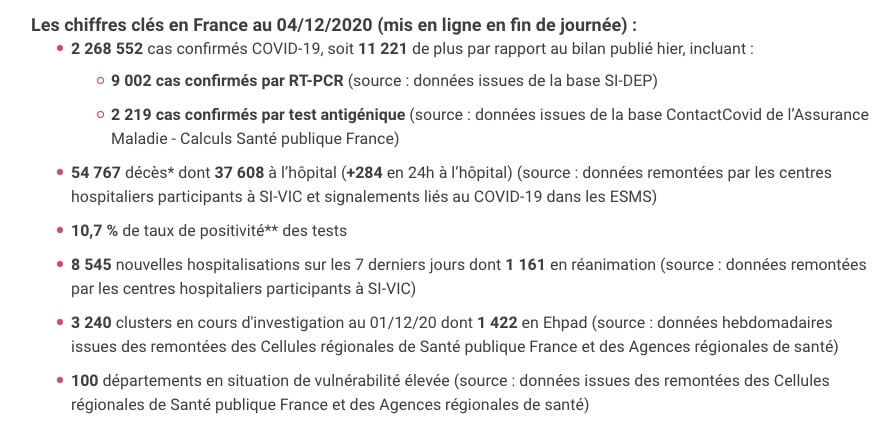 Les chiffres clés en France au 04/12/2020 (mis en ligne en fin de journée) :
• 2 268 552 cas confirmés COVID-19, soit 11 221 de plus par rapport au bilan publié hier, incluant :
○ 9 002 cas confirmés par RT-PCR (source : données issues de la base SI-DEP)
○ 2 219 cas confirmés par test antigénique (source : données issues de la base ContactCovid de l’Assurance
Maladie - Calculs Santé publique France)
• 54 767 décès* dont 37 608 à l’hôpital (+284 en 24h à l’hôpital) (source : données remontées par les centres
hospitaliers participants à SI-VIC et signalements liés au COVID-19 dans les ESMS)
• 10,7 % de taux de positivité** des tests
• 8 545 nouvelles hospitalisations sur les 7 derniers jours dont 1 161 en réanimation (source : données remontées
par les centres hospitaliers participants à SI-VIC)
• 3 240 clusters en cours d'investigation au 01/12/20 dont 1 422 en Ehpad (source : données hebdomadaires
issues des remontées des Cellules régionales de Santé publique France et des Agences régionales de santé)
• 100 départements en situation de vulnérabilité élevée (source : données issues des remontées des Cellules
régionales de Santé publique France et des Agences régionales de santé)